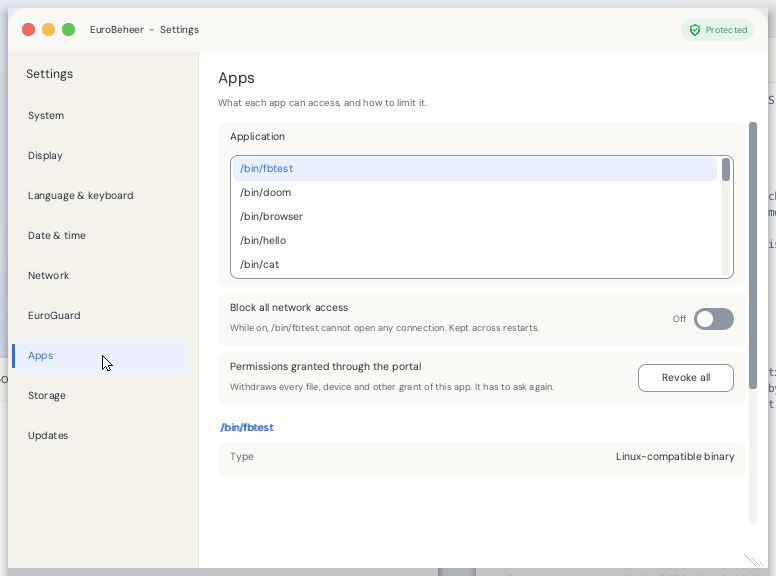 EuroBeheer - Settings
Protected
Settings
System
Display
Language & keyboard
Date & time
Network
EuroGuard
Apps
Storage
Updates
Apps
What each app can access, and how to limit it.
Application
/bin/fbtest
/bin/doom
/bin/browser
/bin/hello
/bin/cat
Block all network access
While on, /bin/fbtest cannot open any connection. Kept across restarts.
Off
Permissions granted through the portal
Withdraws every file, device and other grant of this app. It has to ask again.
Revoke all
/bin/fbtest
Type
Linux-compatible binary